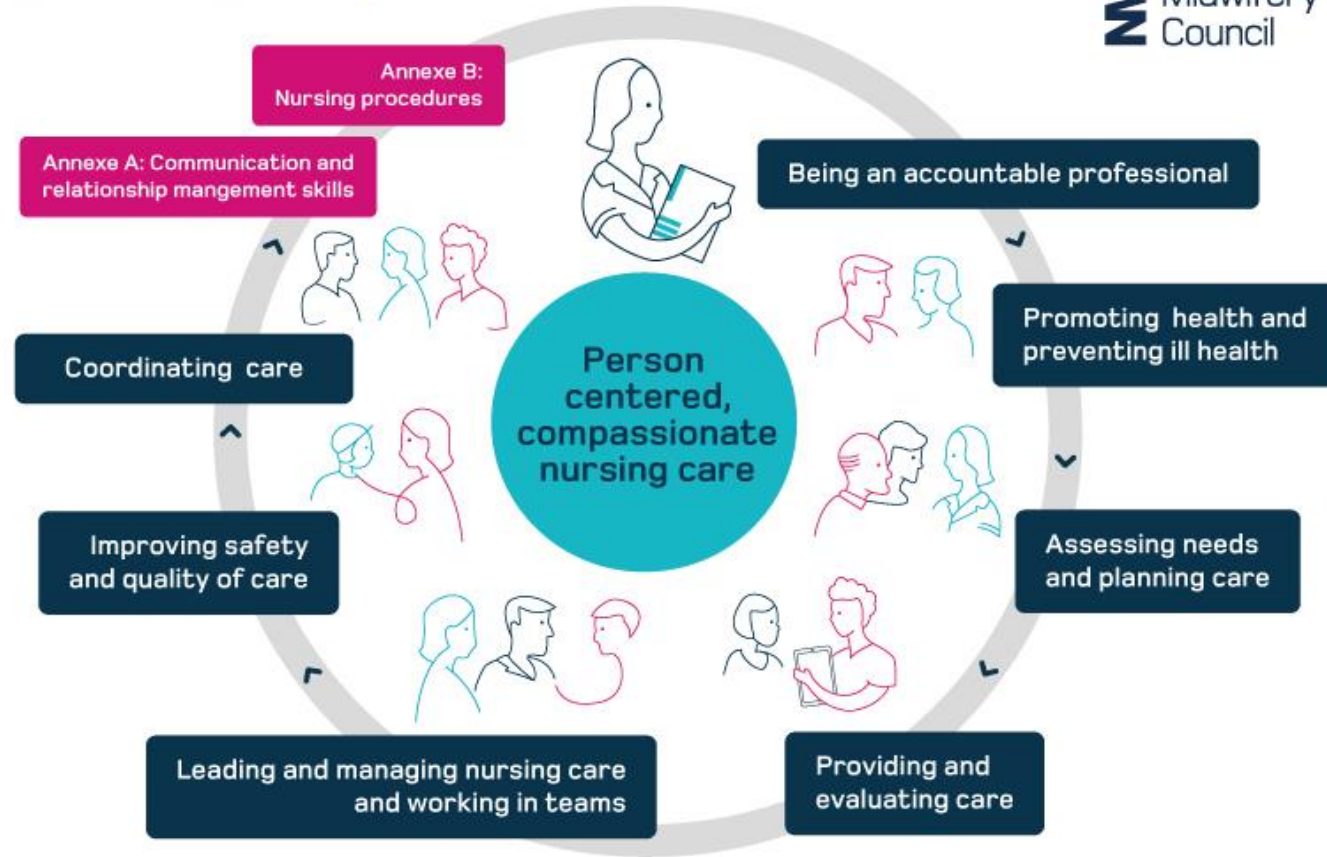 Midwifery
Council
Annexe B:
Nursing procedures
Annexe A: Communication and
relationship mangement skills
Being an accountable professional
Promoting health and
preventing ill health
Coordinating care
Person
centered,
compassionate
nursing care
Improving safety
and quality of care
Assessing needs
and planning care
Leading and managing nursing care
and working in teams
Providing and
evaluating care